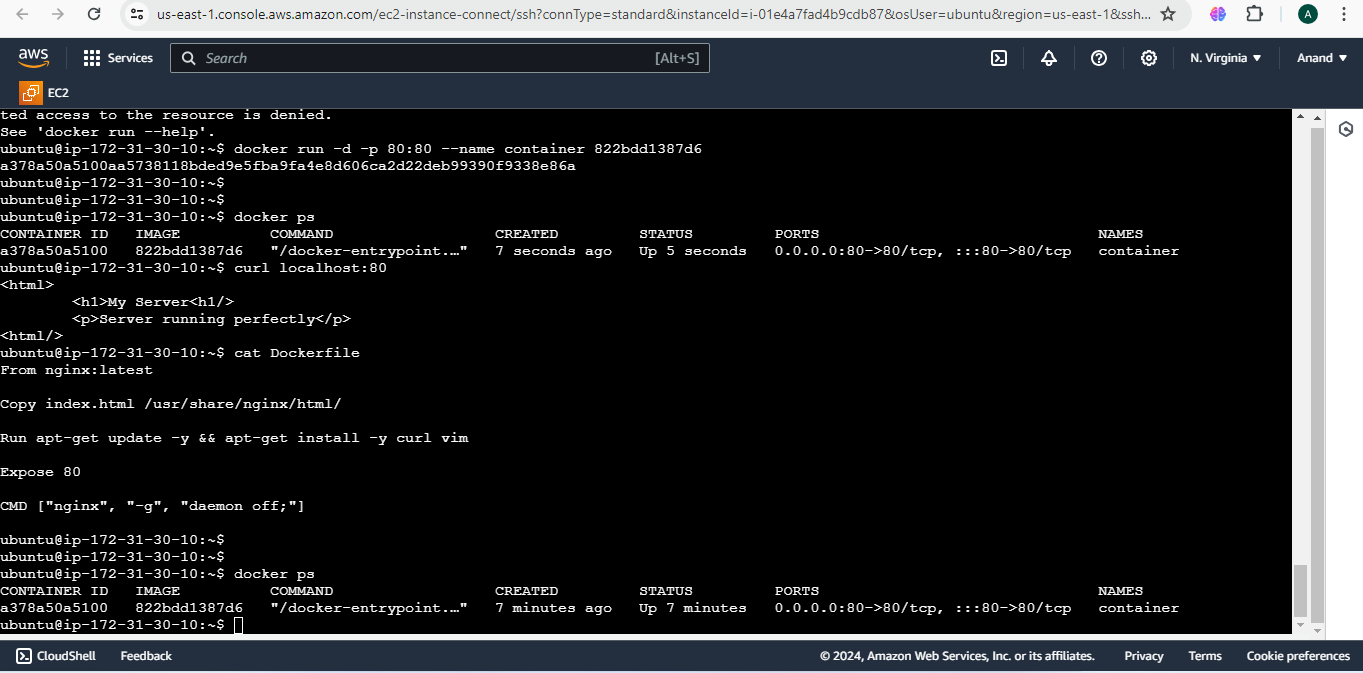 us-east-1.console.aws.amazon.com/ec2-instance-connect/ssh?connType=standard&instanceId=i-01e4a7fad4b9cdb87&osUser=ubuntu&region=us-east-1&ssh...
A
aws
Services
Search
[Alt+S]
N. Virginia
Anand
EC2
ted access to the resource is denied.
See 'docker run --help'.
ubuntu@ip-172-31-30-10:~$ docker run -d -p 80:80 --name container 822bdd1387d6
a378a50a5100aa5738118bded9e5fba9fa4e8d606ca2d22deb99390f9338e86a
ubuntu@ip-172-31-30-10:~$
ubuntu@ip-172-31-30-10:~$
ubuntu@ip-172-31-30-10:~$ docker ps
CONTAINER ID   IMAGE          COMMAND                  CREATED         STATUS         PORTS                               NAMES
a378a50a5100   822bdd1387d6   "/docker-entrypoint.…"   7 seconds ago   Up 5 seconds   0.0.0.0:80->80/tcp, :::80->80/tcp   container
ubuntu@ip-172-31-30-10:~$ curl localhost:80
<html>
        <h1>My Server<h1/>
        <p>Server running perfectly</p>
<html/>
ubuntu@ip-172-31-30-10:~$ cat Dockerfile
From nginx:latest
Copy index.html /usr/share/nginx/html/
Run apt-get update -y && apt-get install -y curl vim
Expose 80
CMD ["nginx", "-g", "daemon off;"]
ubuntu@ip-172-31-30-10:~$
ubuntu@ip-172-31-30-10:~$
ubuntu@ip-172-31-30-10:~$ docker ps
CONTAINER ID   IMAGE          COMMAND                  CREATED         STATUS         PORTS                               NAMES
a378a50a5100   822bdd1387d6   "/docker-entrypoint.…"   7 minutes ago   Up 7 minutes   0.0.0.0:80->80/tcp, :::80->80/tcp   container
ubuntu@ip-172-31-30-10:~$
CloudShell
Feedback
© 2024, Amazon Web Services, Inc. or its affiliates.
Privacy
Terms
Cookie preferences